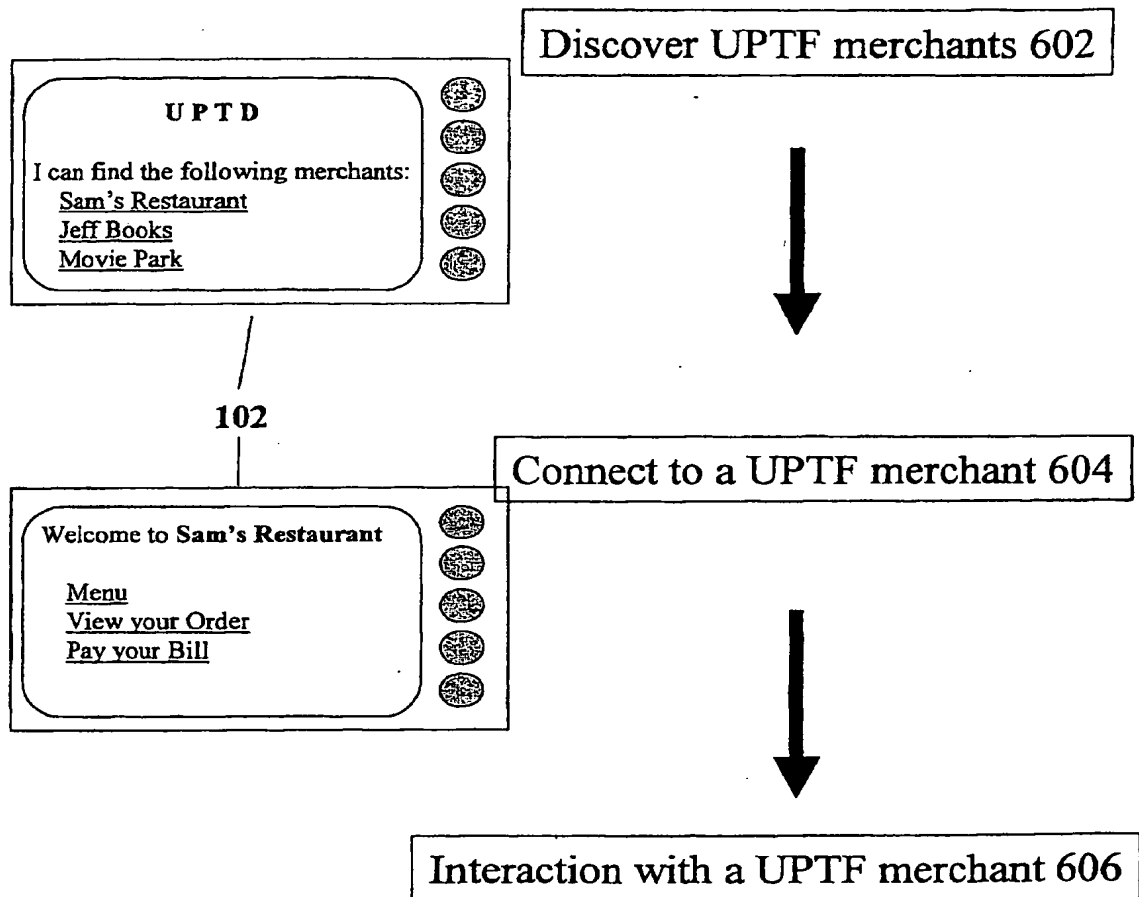 Discover UPTF merchants 602
U P T D
I can find the following merchants:
Sam's Restaurant
Jeff Books
Movie Park
102
Connect to a UPTF merchant 604
Welcome to Sam's Restaurant
Menu
View your Order
Pay your Bill
Interaction with a UPTF merchant 606